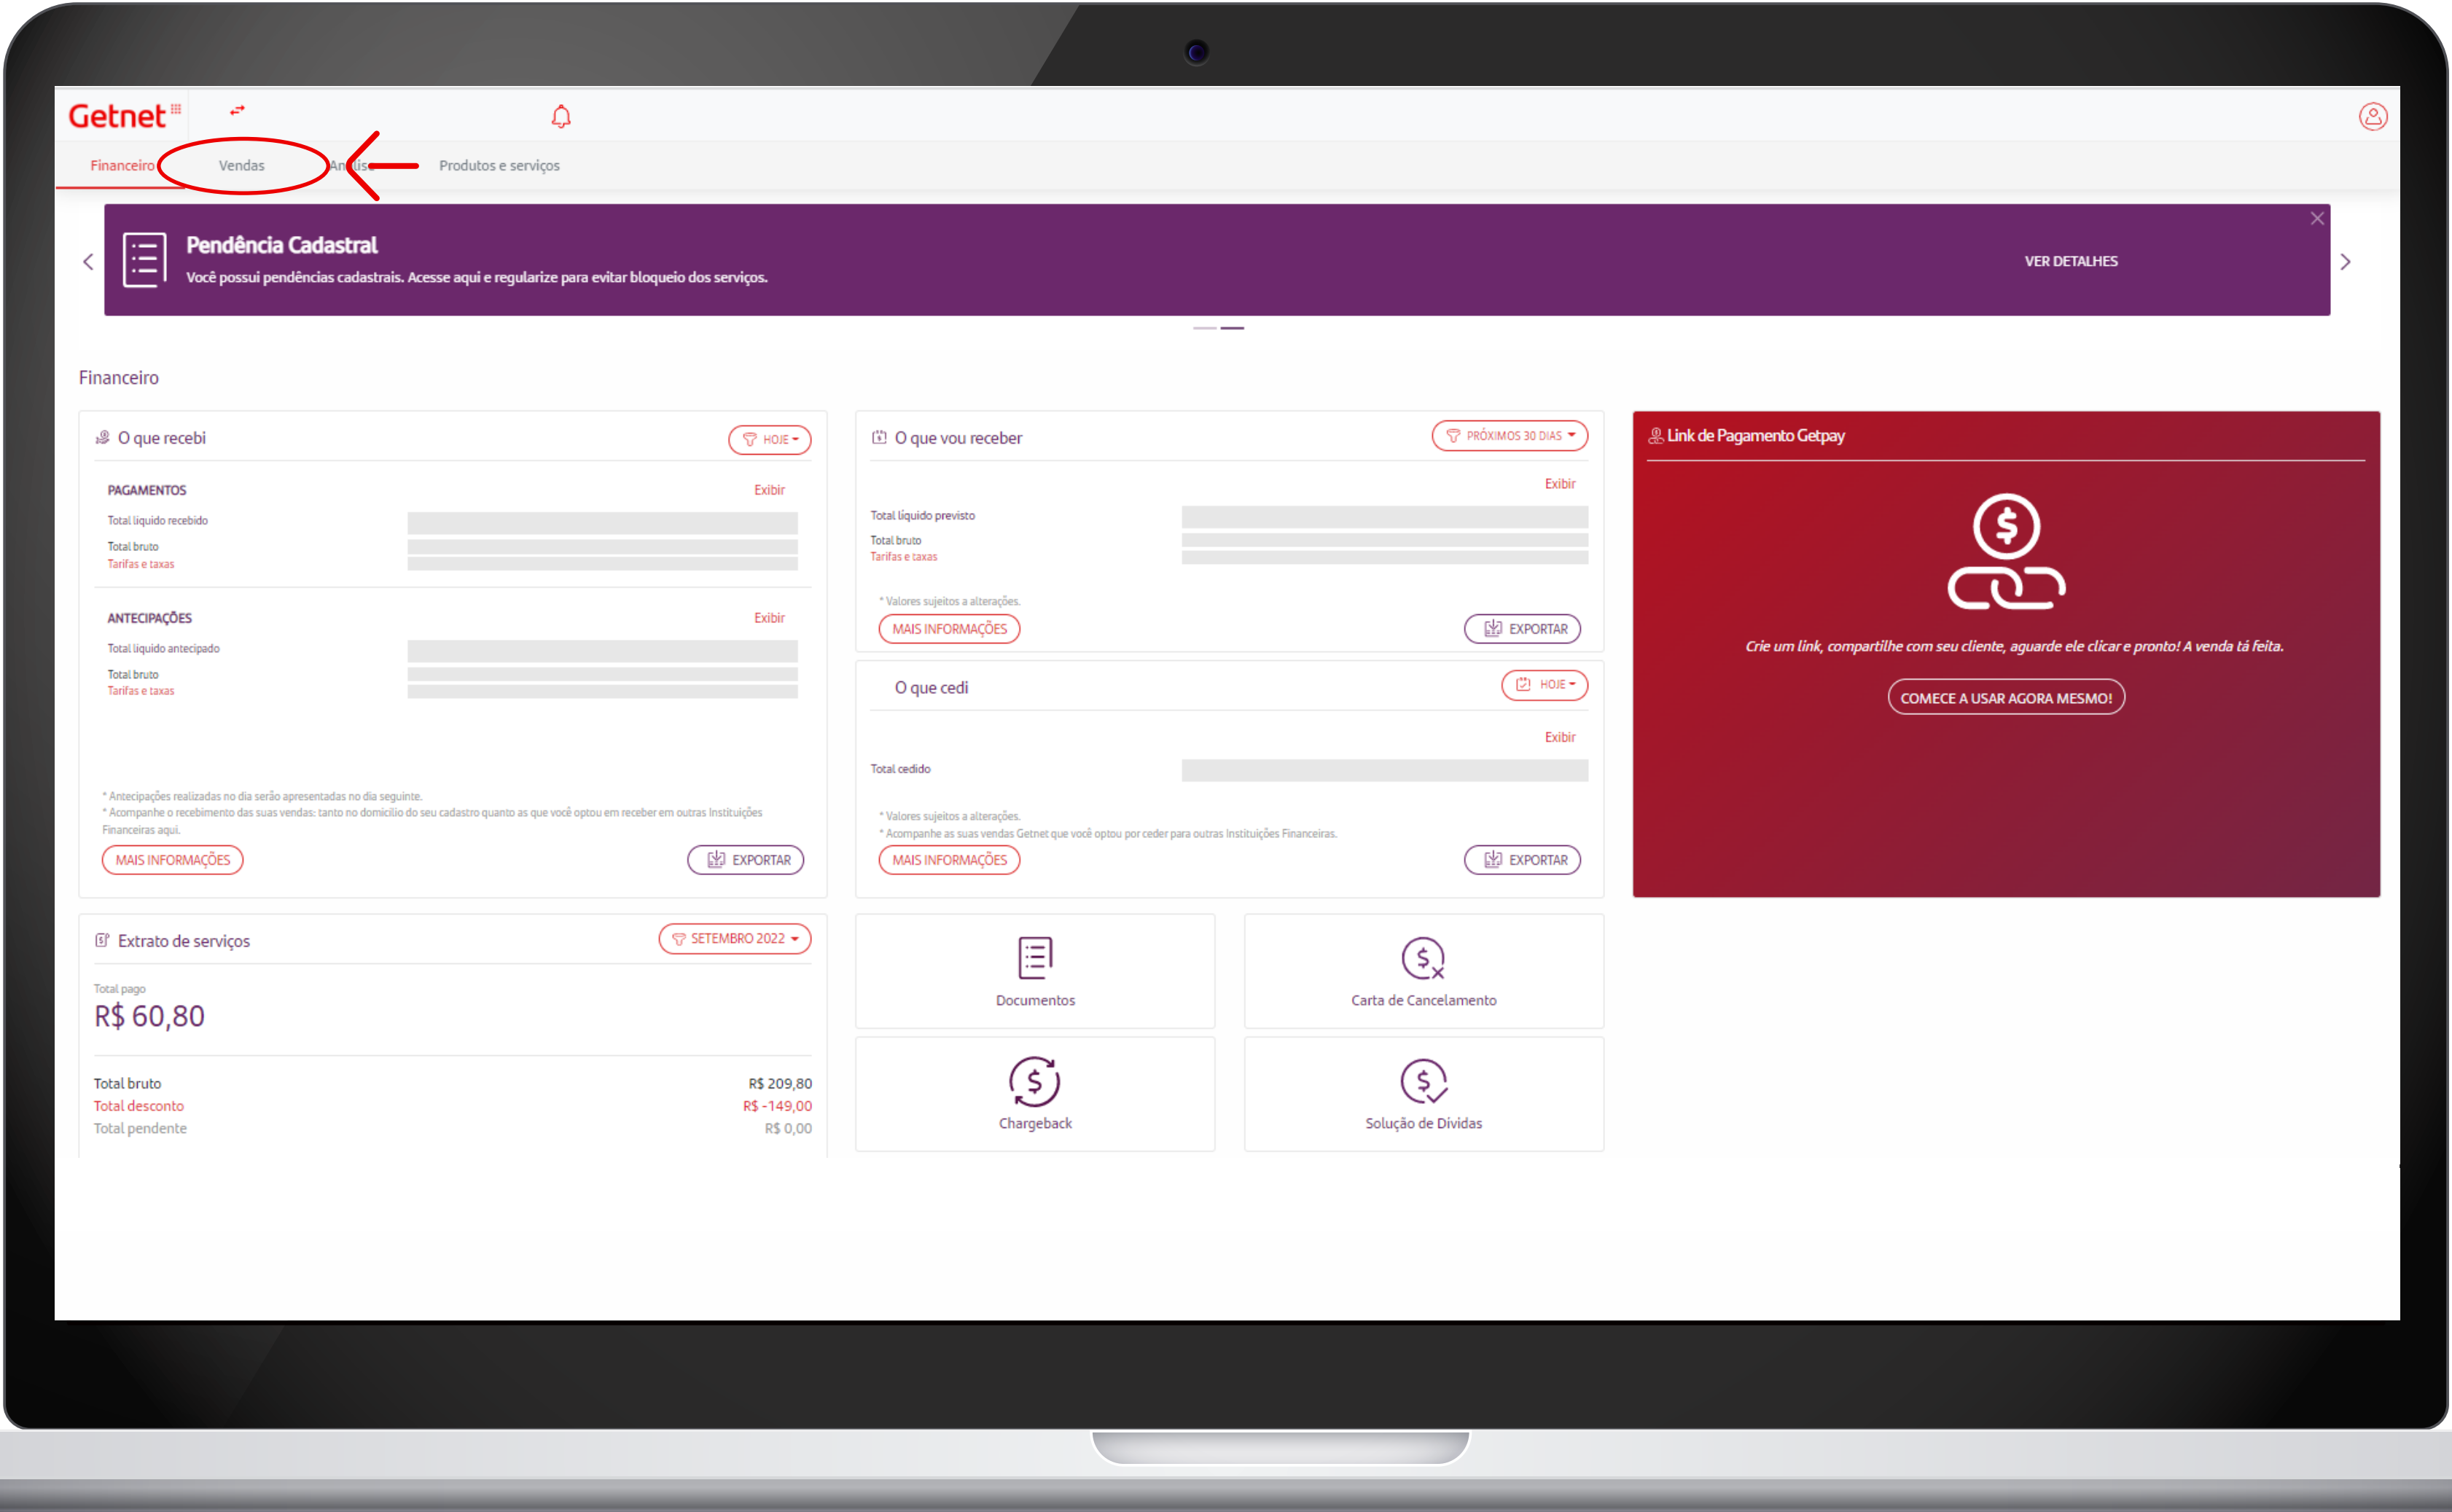 Getnet
Financeiro
Vendas
Produtos e serviços
Pendência Cadastral
Você possui pendências cadastrais. Acesse aqui e regularize para evitar bloqueio dos serviços.
VER DETALHES
Financeiro
O que recebi
HOJE
PAGAMENTOS
Exibir
Total líquido recebido
Total bruto
Tarifas e taxas
ANTECIPAÇÕES
Exibir
Total líquido antecipado
Total bruto
Tarifas e taxas
* Antecipações realizadas no dia serão apresentadas no dia seguinte.
* Acompanhe o recebimento das suas vendas: tanto no domicílio do seu cadastro quanto as que você optou em receber em outras Instituições
Financeiras aqui.
MAIS INFORMAÇÕES
EXPORTAR
O que vou receber
PRÓXIMOS 30 DIAS
Exibir
Total líquido previsto
Total bruto
Tarifas e taxas
* Valores sujeitos a alterações.
MAIS INFORMAÇÕES
EXPORTAR
O que cedi
HOJE
Exibir
Total cedido
* Valores sujeitos a alterações.
* Acompanhe as suas vendas Getnet que você optou por ceder para outras Instituições Financeiras.
MAIS INFORMAÇÕES
EXPORTAR
Link de Pagamento Getpay
Crie um link, compartilhe com seu cliente, aguarde ele clicar e pronto! A venda tá feita.
COMECE A USAR AGORA MESMO!
Extrato de serviços
SETEMBRO 2022
Total pago
R$ 60,80
Total bruto
R$ 209,80
Total desconto
R$ -149,00
Total pendente
R$ 0,00
Documentos
Carta de Cancelamento
Chargeback
Solução de Dívidas